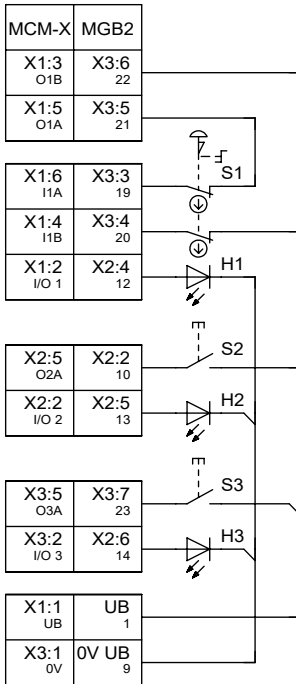 MCM-X MGB2
X1:3 X3:6
O1B 22
X1:5 X3:5
O1A 21
X1:6 X3:3 S1
I1A 19
X1:4 X3:4
I1B 20
X1:2 X2:4 H1
I/O 1 12
X2:5 X2:2 S2
O2A 10
X2:2 X2:5 H2
I/O 2 13
X3:5 X3:7 S3
O3A 23
X3:2 X2:6 H3
I/O 3 14
X1:1 UB
UB 1
X3:1 0V UB
0V 9